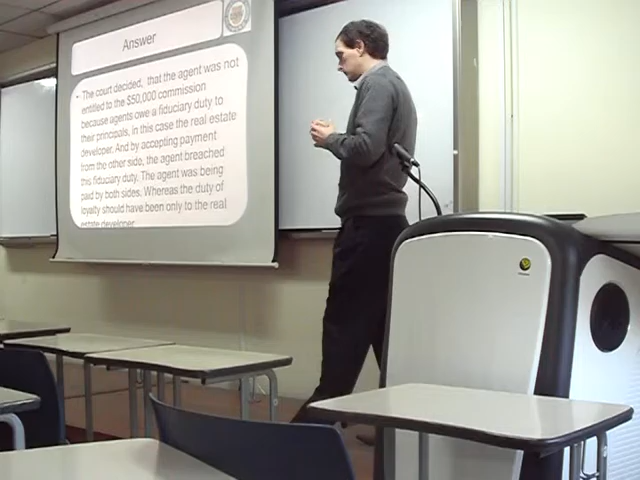 Answer
• The court decided, that the agent was not
entitled to the $50,000 commission
because agents owe a fiduciary duty to
their principals, in this case the real estate
developer. And by accepting payment
from the other side, the agent breached
this fiduciary duty. The agent was being
paid by both sides. Whereas the duty of
loyalty should have been only to the real
estate developer